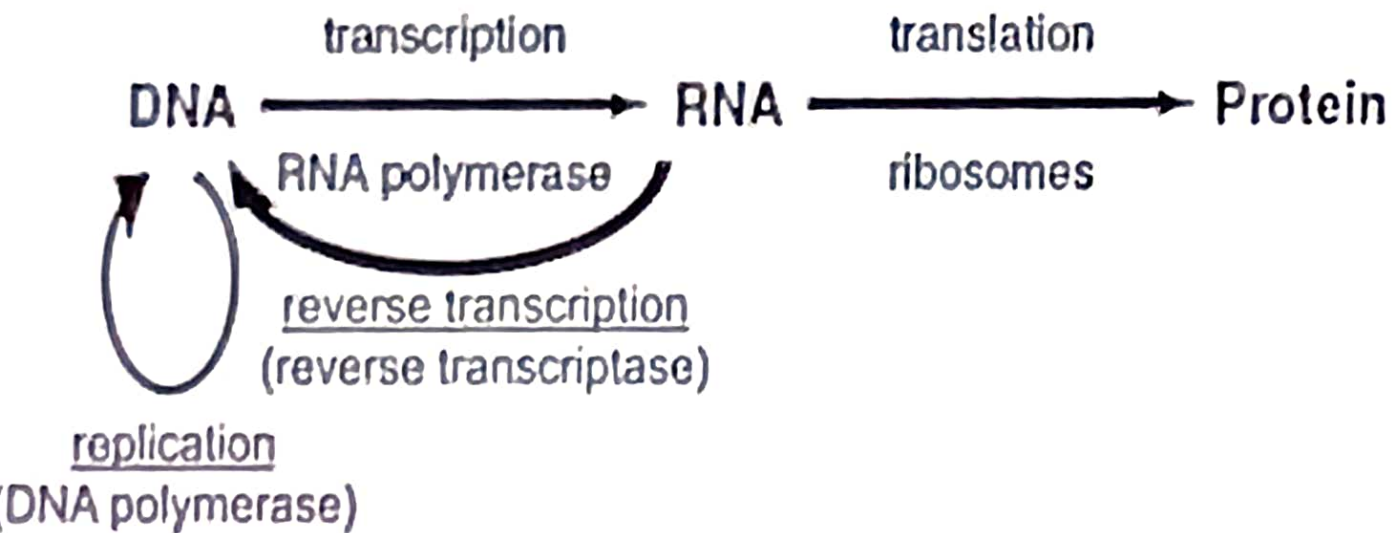 transcription
translation
DNA
RNA
Protein
RNA polymerase
ribosomes
reverse transcription
(reverse transcriptase)
replication
(DNA polymerase)